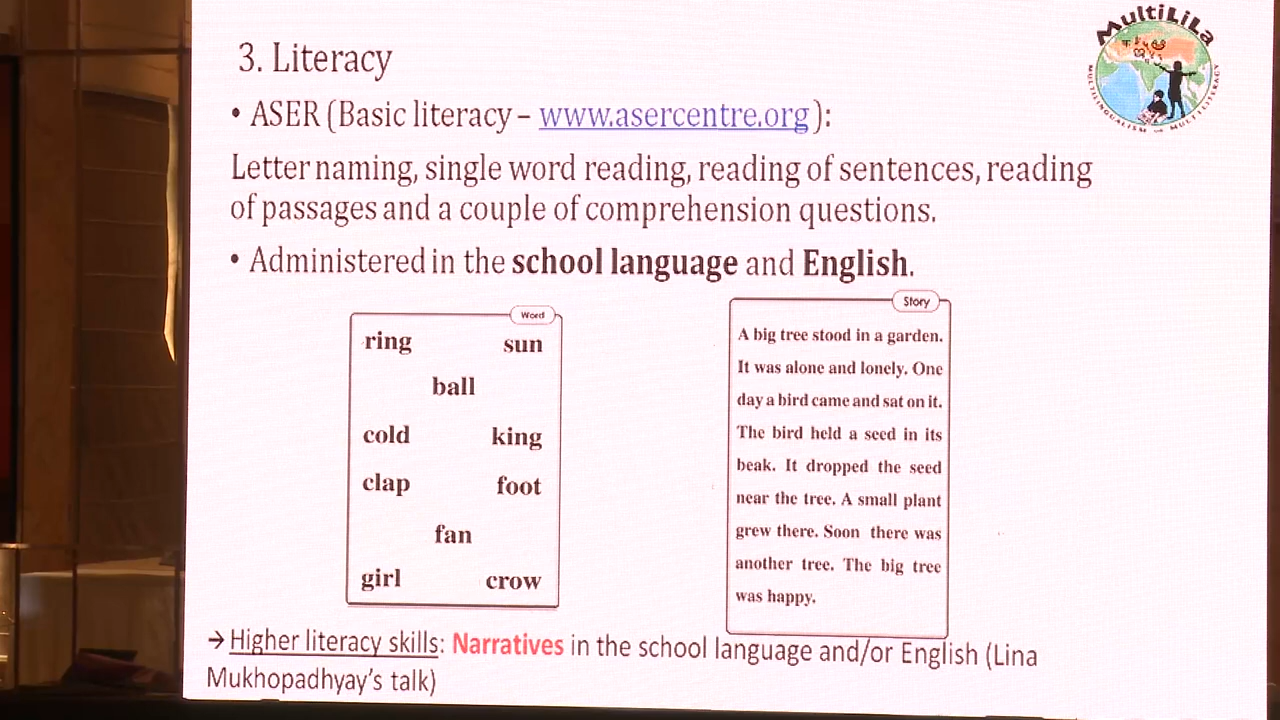 MultiLiLa
MULTILINGUALISM MULTILITERACY
3. Literacy
• ASER (Basic literacy – www.asercentre.org):
Letter naming, single word reading, reading of sentences, reading
of passages and a couple of comprehension questions.
• Administered in the school language and English.
Word
ring sun
ball
cold king
clap foot
fan
girl crow
Story
A big tree stood in a garden.
It was alone and lonely. One
day a bird came and sat on it.
The bird held a seed in its
beak. It dropped the seed
near the tree. A small plant
grew there. Soon there was
another tree. The big tree
was happy.
→ Higher literacy skills: Narratives in the school language and/or English (Lina
Mukhopadhyay's talk)